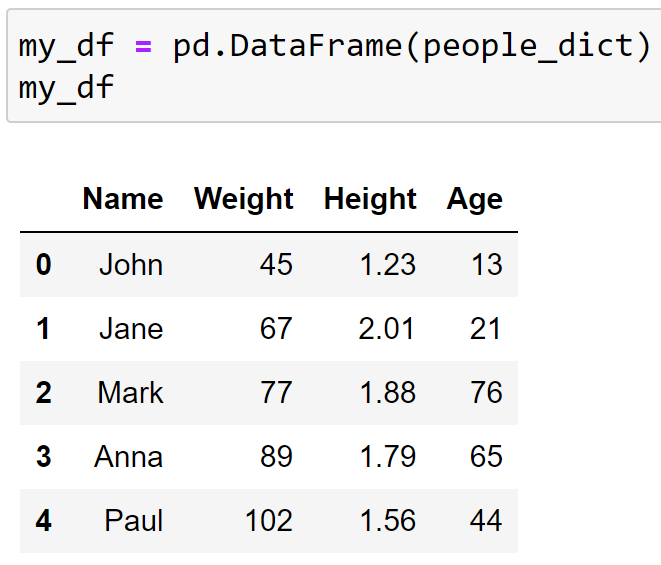 my_df = pd.DataFrame(people_dict)
my_df
Name Weight Height Age
0 John 45 1.23 13
1 Jane 67 2.01 21
2 Mark 77 1.88 76
3 Anna 89 1.79 65
4 Paul 102 1.56 44